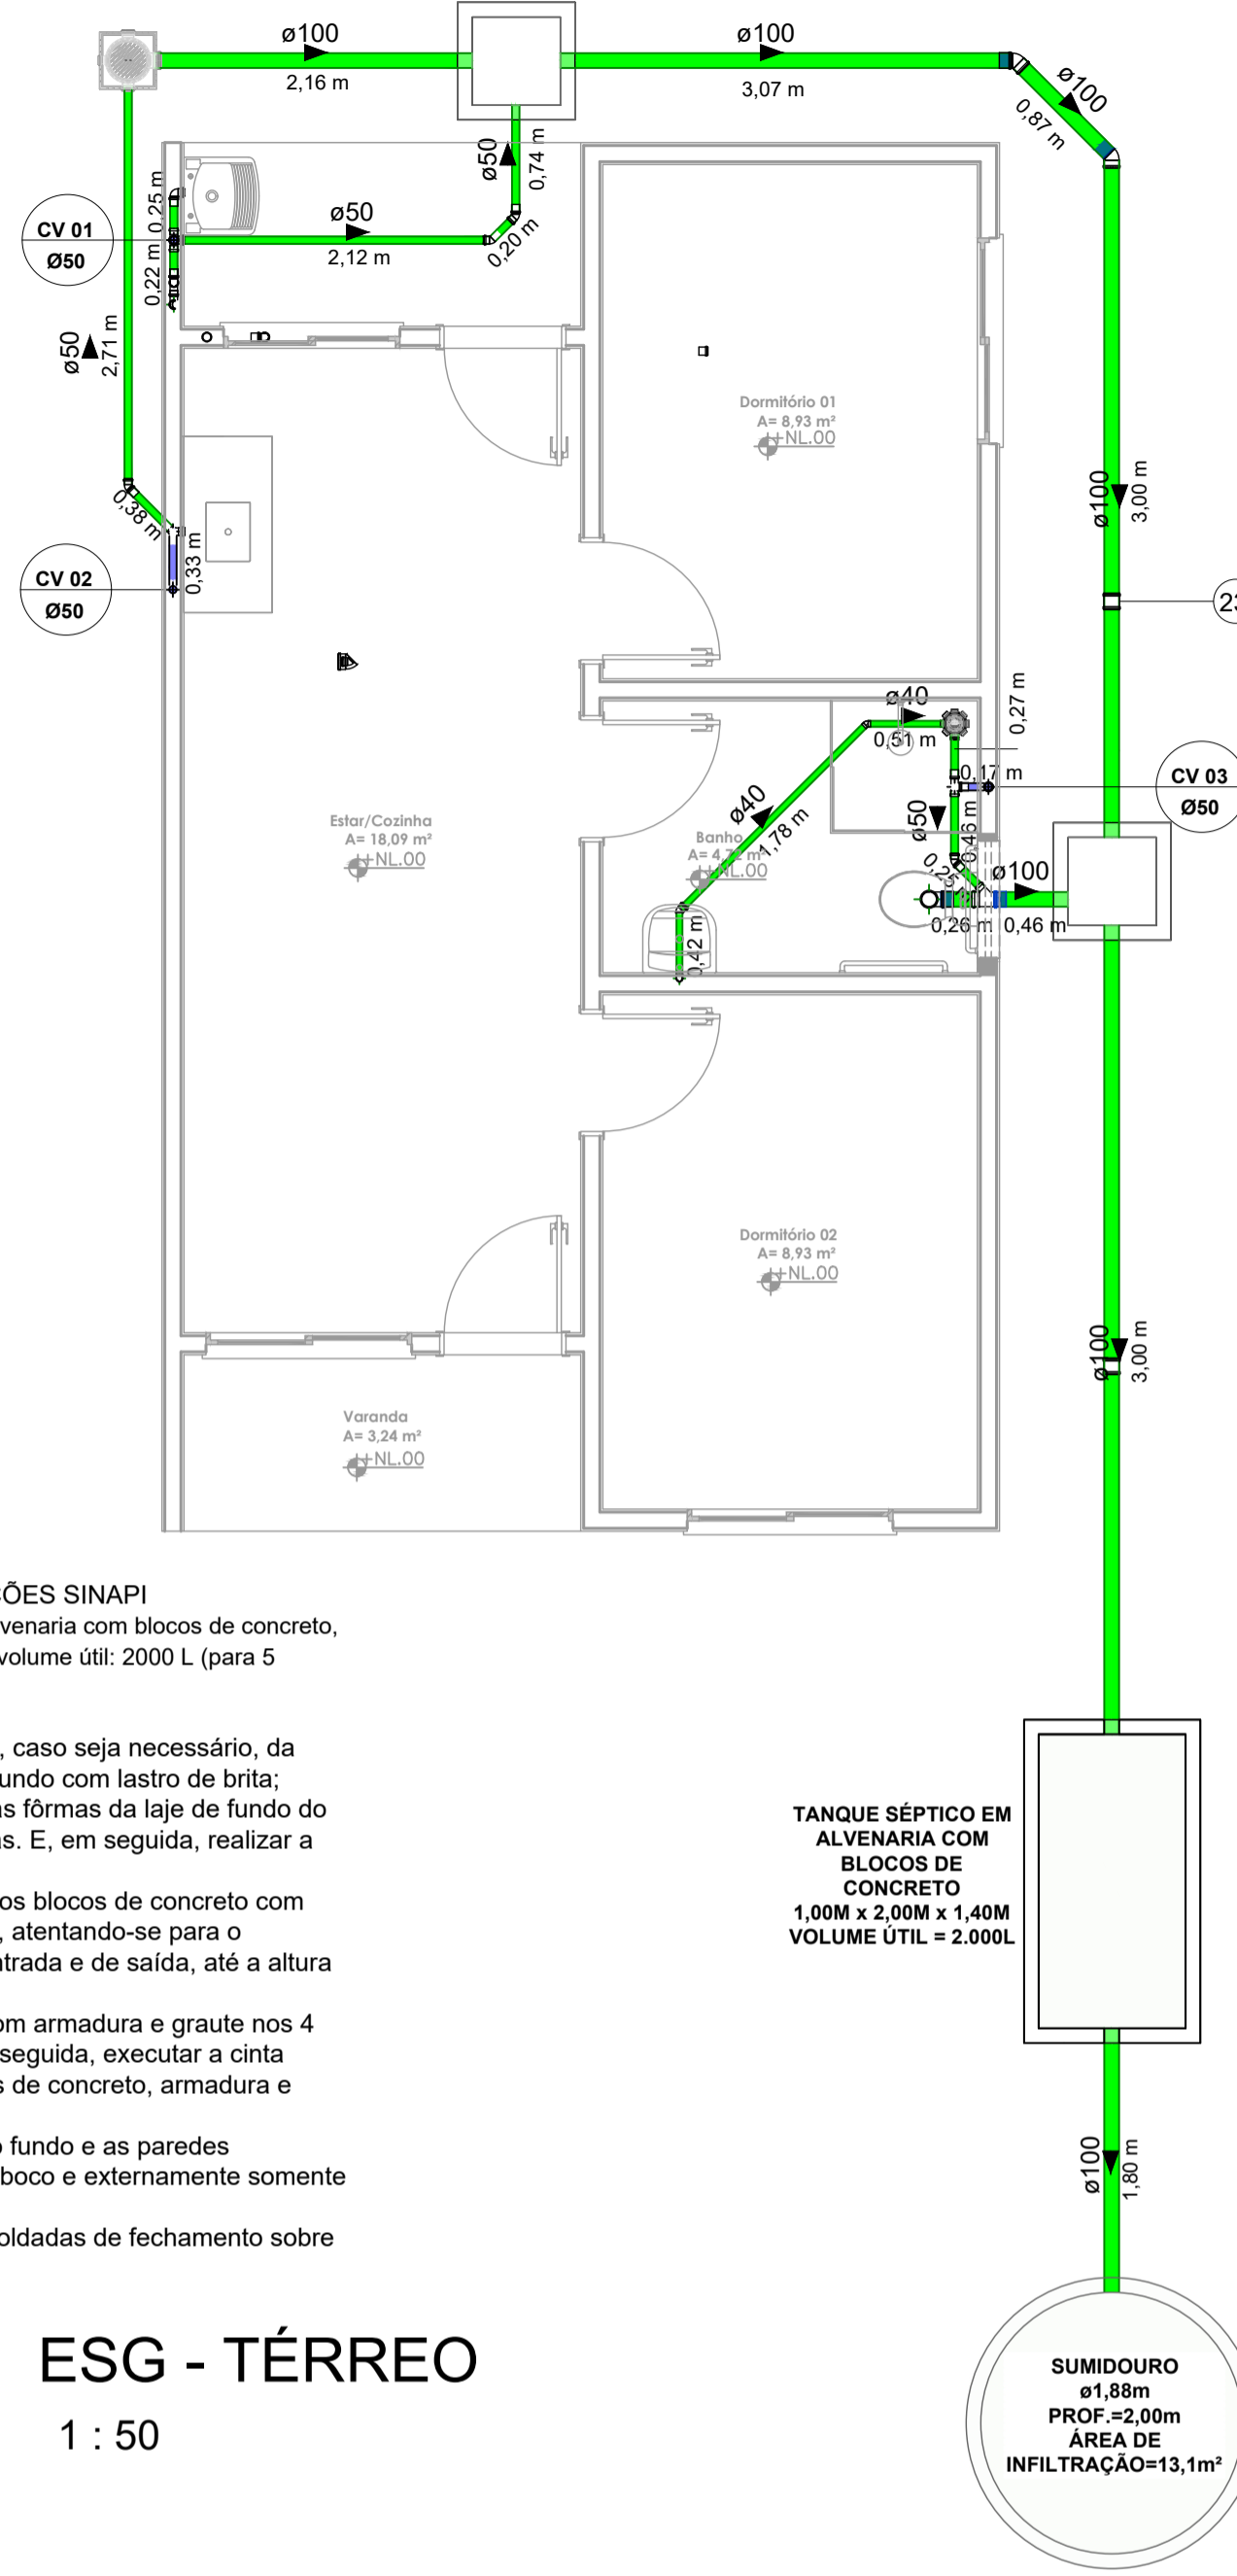 ø100
2,16 m
ø100
3,07 m
ø100
0,87 m
ø50
0,74 m
CV 01
Ø50
0,25 m
0,22 m
ø50
2,12 m
0,20 m
ø50
2,71 m
Dormitório 01
A= 8,93 m²
NL.00
ø100
3,00 m
0,38 m
0,33 m
CV 02
Ø50
23
ø40
0,51 m
0,27 m
0,17 m
CV 03
Ø50
ø40
1,78 m
ø50
0,46 m
Estar/Cozinha
A= 18,09 m²
NL.00
Banho
A= 4,72 m²
NL.00
ø100
0,26 m
0,46 m
0,42 m
Dormitório 02
A= 8,93 m²
NL.00
ø100
3,00 m
Varanda
A= 3,24 m²
NL.00
ÇÕES SINAPI
lvenaria com blocos de concreto,
volume útil: 2000 L (para 5
, caso seja necessário, da
undo com lastro de brita;
as fôrmas da laje de fundo do
as. E, em seguida, realizar a
os blocos de concreto com
, atentando-se para o
ntrada e de saída, até a altura
om armadura e graute nos 4
seguida, executar a cinta
s de concreto, armadura e
o fundo e as paredes
boco e externamente somente
oldadas de fechamento sobre
TANQUE SÉPTICO EM
ALVENARIA COM
BLOCOS DE
CONCRETO
1,00M x 2,00M x 1,40M
VOLUME ÚTIL = 2.000L
ø100
1,80 m
ESG - TÉRREO
1 : 50
SUMIDOURO
ø1,88m
PROF.=2,00m
ÁREA DE
INFILTRAÇÃO=13,1m²